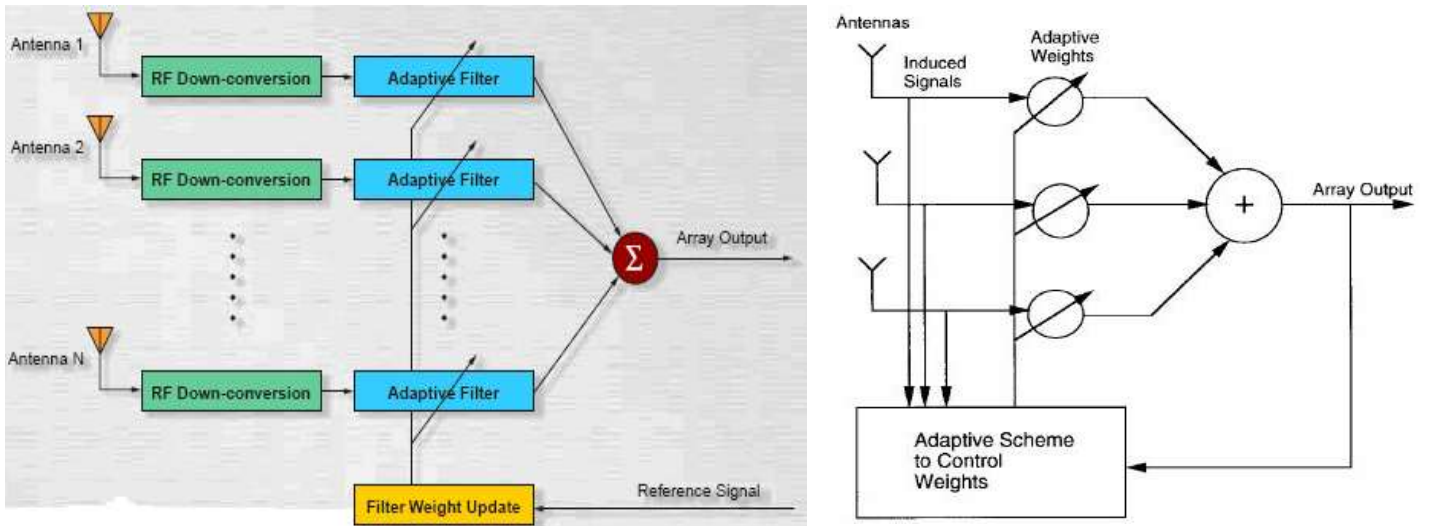 Antenna 1
RF Down-conversion
Adaptive Filter
Antenna 2
RF Down-conversion
Adaptive Filter
Σ
Array Output
Antenna N
RF Down-conversion
Adaptive Filter
Filter Weight Update
Reference Signal
Antennas
Induced
Signals
Adaptive
Weights
+
Array Output
Adaptive Scheme
to Control
Weights